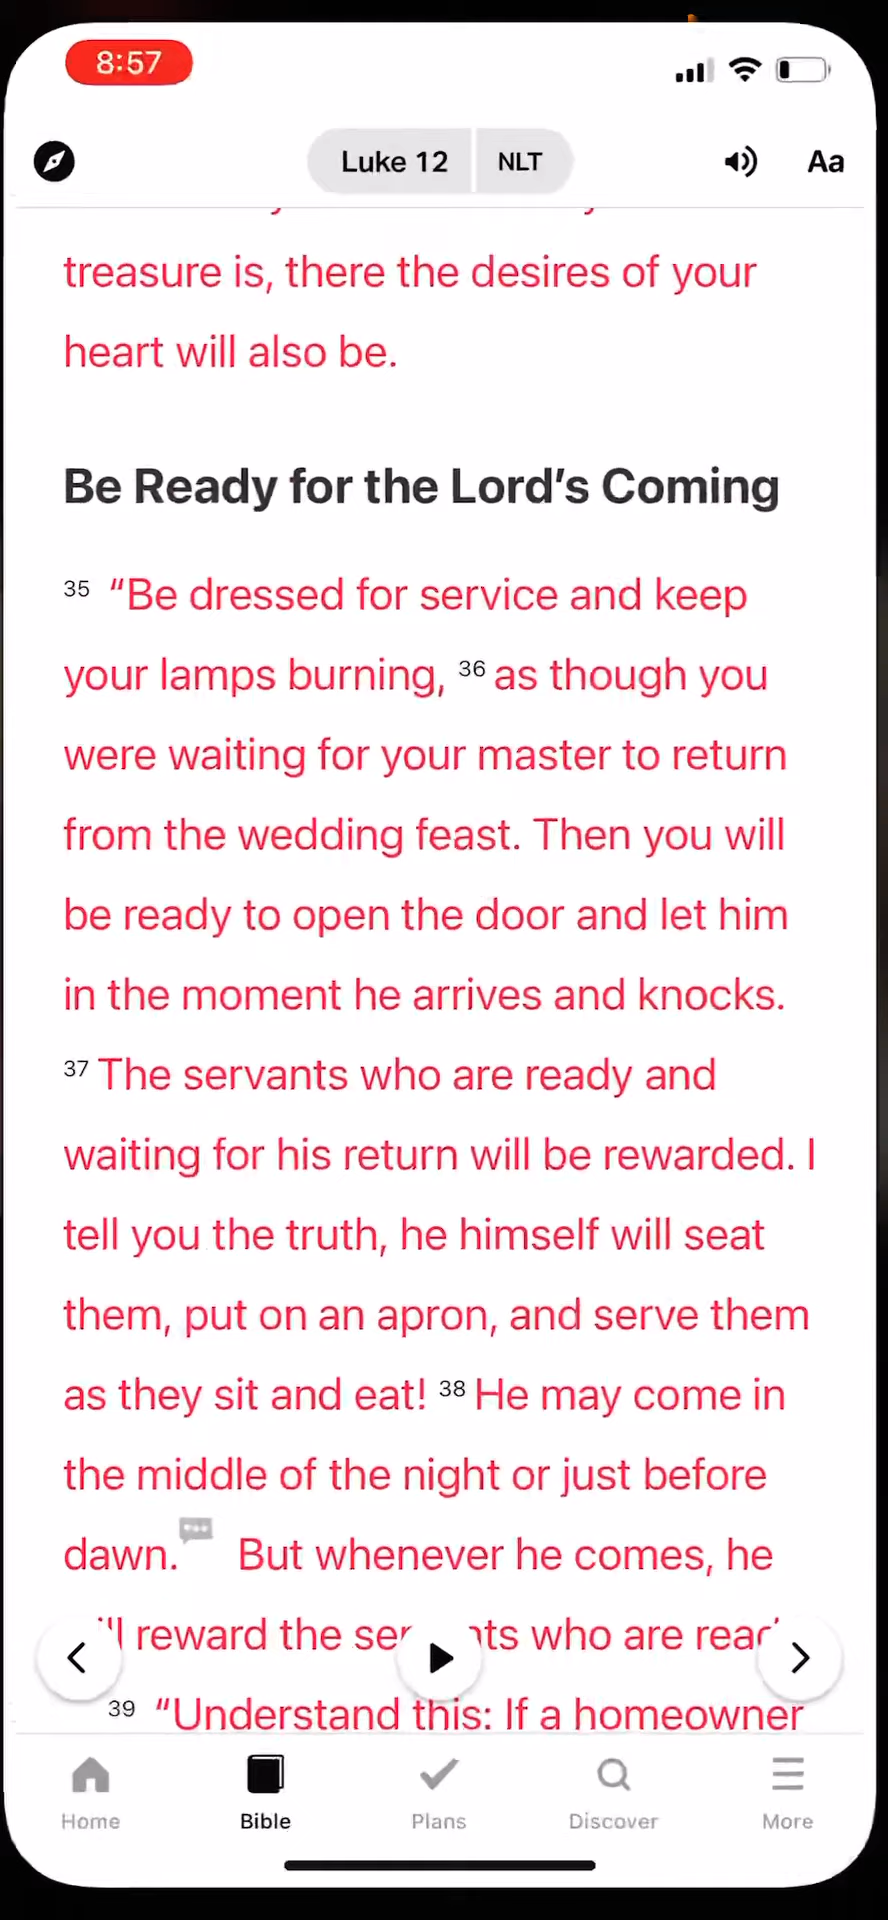 8:57
Luke 12 NLT Aa
treasure is, there the desires of your
heart will also be.
Be Ready for the Lord's Coming
35 “Be dressed for service and keep
your lamps burning, 36 as though you
were waiting for your master to return
from the wedding feast. Then you will
be ready to open the door and let him
in the moment he arrives and knocks.
37 The servants who are ready and
waiting for his return will be rewarded. I
tell you the truth, he himself will seat
them, put on an apron, and serve them
as they sit and eat! 38 He may come in
the middle of the night or just before
dawn. But whenever he comes, he
reward the who are
39 “Understand this: If a homeowner
Home Bible Plans Discover More